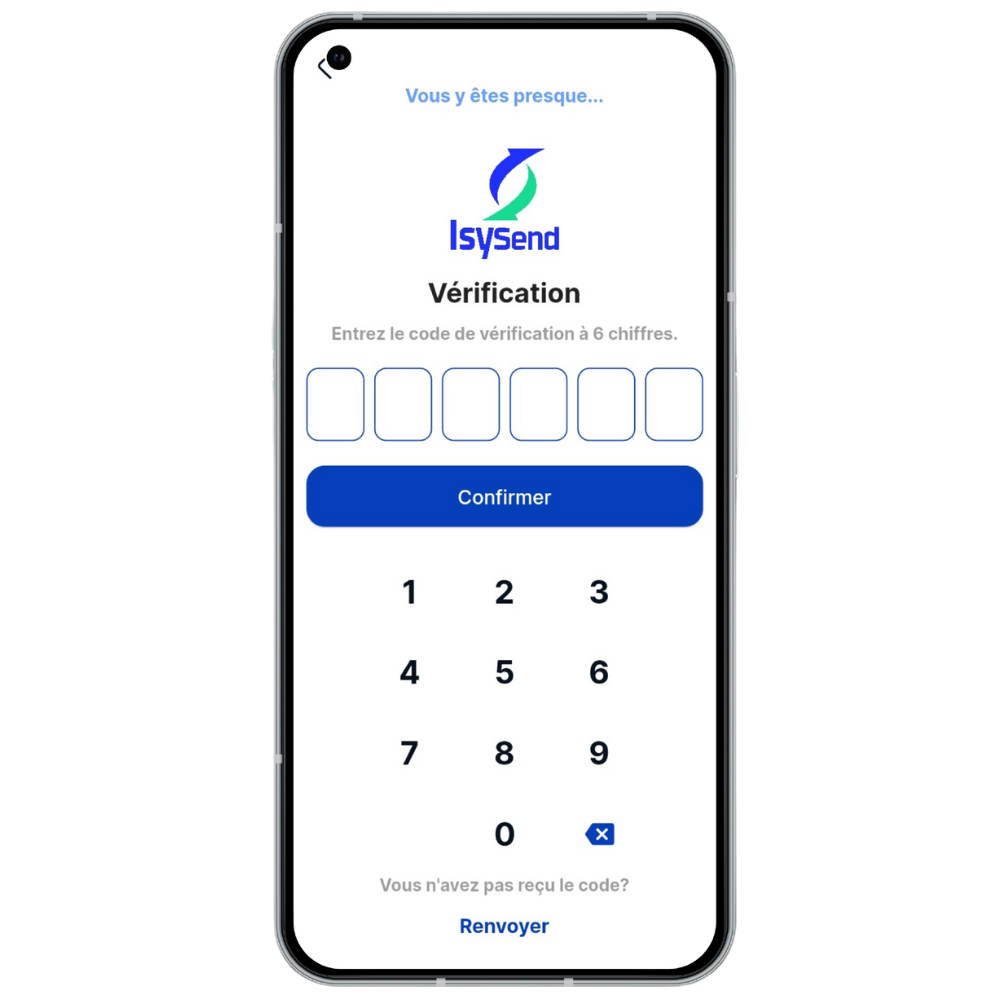 Vous y êtes presque...
IsySend
Vérification
Entrez le code de vérification à 6 chiffres.
Confirmer
1 2 3
4 5 6
7 8 9
0
Vous n'avez pas reçu le code?
Renvoyer